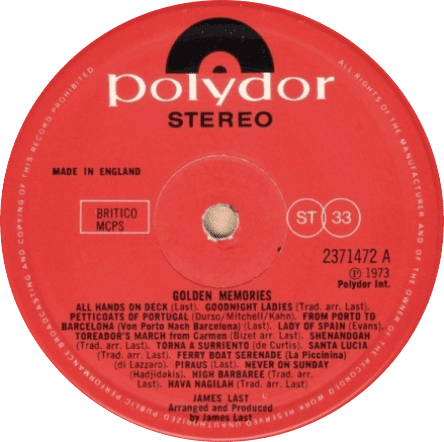 polydor
STEREO
MADE IN ENGLAND
BRITICO
MCPS
ST 33
2371472 A
Ⓟ 1973
Polydor Int.
GOLDEN MEMORIES
ALL HANDS ON DECK (Last). GOODNIGHT LADIES (Trad. arr. Last).
PETTICOATS OF PORTUGAL (Durso/Mitchell/Kahn). FROM PORTO TO
BARCELONA (Von Porto Nach Barcelona) (Last). LADY OF SPAIN (Evans).
TOREADOR'S MARCH from Carmen (Bizet arr. Last). SHENANDOAH
(Trad. arr. Last). TORNA A SURRIENTO (de Curtis). SANTA LUCIA
(Trad. arr. Last). FERRY BOAT SERENADE (La Piccinina)
(di Lazzaro). PIRAUS (Last). NEVER ON SUNDAY
(Hadjidakis). HIGH BARBAREE (Trad. arr.
Last). HAVA NAGILAH (Trad. arr. Last).
JAMES LAST
Arranged and Produced
by James Last
ALL RIGHTS OF THE MANUFACTURER AND OF THE OWNER OF THE RECORDED WORK RESERVED UNAUTHORIZED PUBLIC PERFORMANCE BROADCASTING AND COPYING OF THIS RECORD PROHIBITED